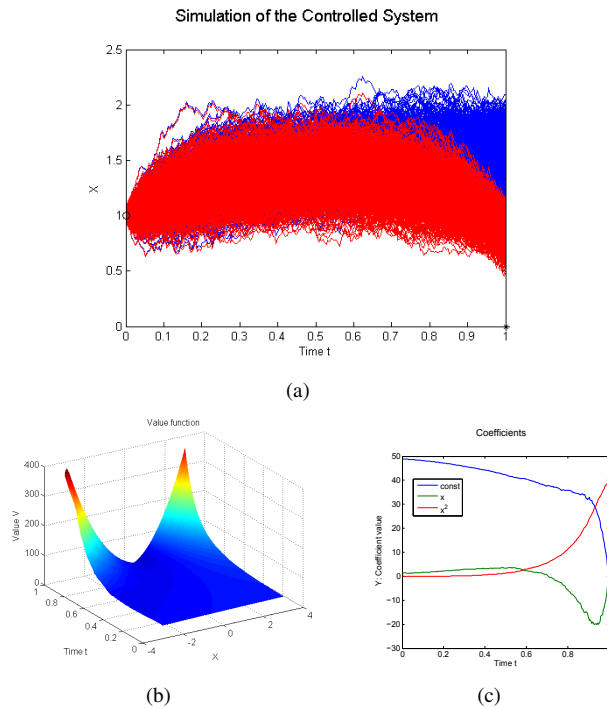 Simulation of the Controlled System
2.5
2
1.5
1
0.5
0
X
0 0.1 0.2 0.3 0.4 0.5 0.6 0.7 0.8 0.9 1
Time t
(a)
Value function
400
300
200
100
0
Value V
1
0.8
0.6
0.4
0.2
0
Time t
-4
-2
0
2
4
X
(b)
Coefficients
50
40
30
20
10
0
−10
−20
−30
Y: Coefficient value
const
x
x²
0 0.2 0.4 0.6 0.8
Time t
(c)